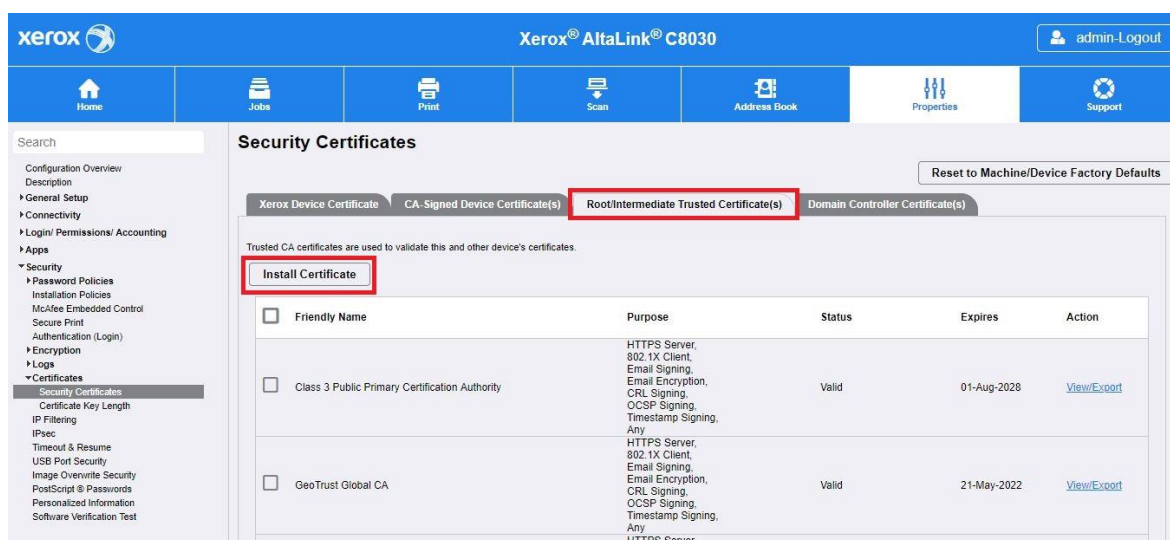 xerox
Xerox® AltaLink® C8030
admin-Logout
Home
Jobs
Print
Scan
Address Book
Properties
Support
Search
Configuration Overview
Description
General Setup
Connectivity
Login/ Permissions/ Accounting
Apps
Security
Password Policies
Installation Policies
McAfee Embedded Control
Secure Print
Authentication (Login)
Encryption
Logs
Certificates
Security Certificates
Certificate Key Length
IP Filtering
IPsec
Timeout & Resume
USB Port Security
Image Overwrite Security
PostScript ® Passwords
Personalized Information
Software Verification Test
Security Certificates
Reset to Machine/Device Factory Defaults
Xerox Device Certificate
CA-Signed Device Certificate(s)
Root/Intermediate Trusted Certificate(s)
Domain Controller Certificate(s)
Trusted CA certificates are used to validate this and other device's certificates.
Install Certificate
Friendly Name
Purpose
Status
Expires
Action
Class 3 Public Primary Certification Authority
HTTPS Server,
802.1X Client,
Email Signing,
Email Encryption,
CRL Signing,
OCSP Signing,
Timestamp Signing,
Any
Valid
01-Aug-2028
View/Export
GeoTrust Global CA
HTTPS Server,
802.1X Client,
Email Signing,
Email Encryption,
CRL Signing,
OCSP Signing,
Timestamp Signing,
Any
Valid
21-May-2022
View/Export
HTTPS Server